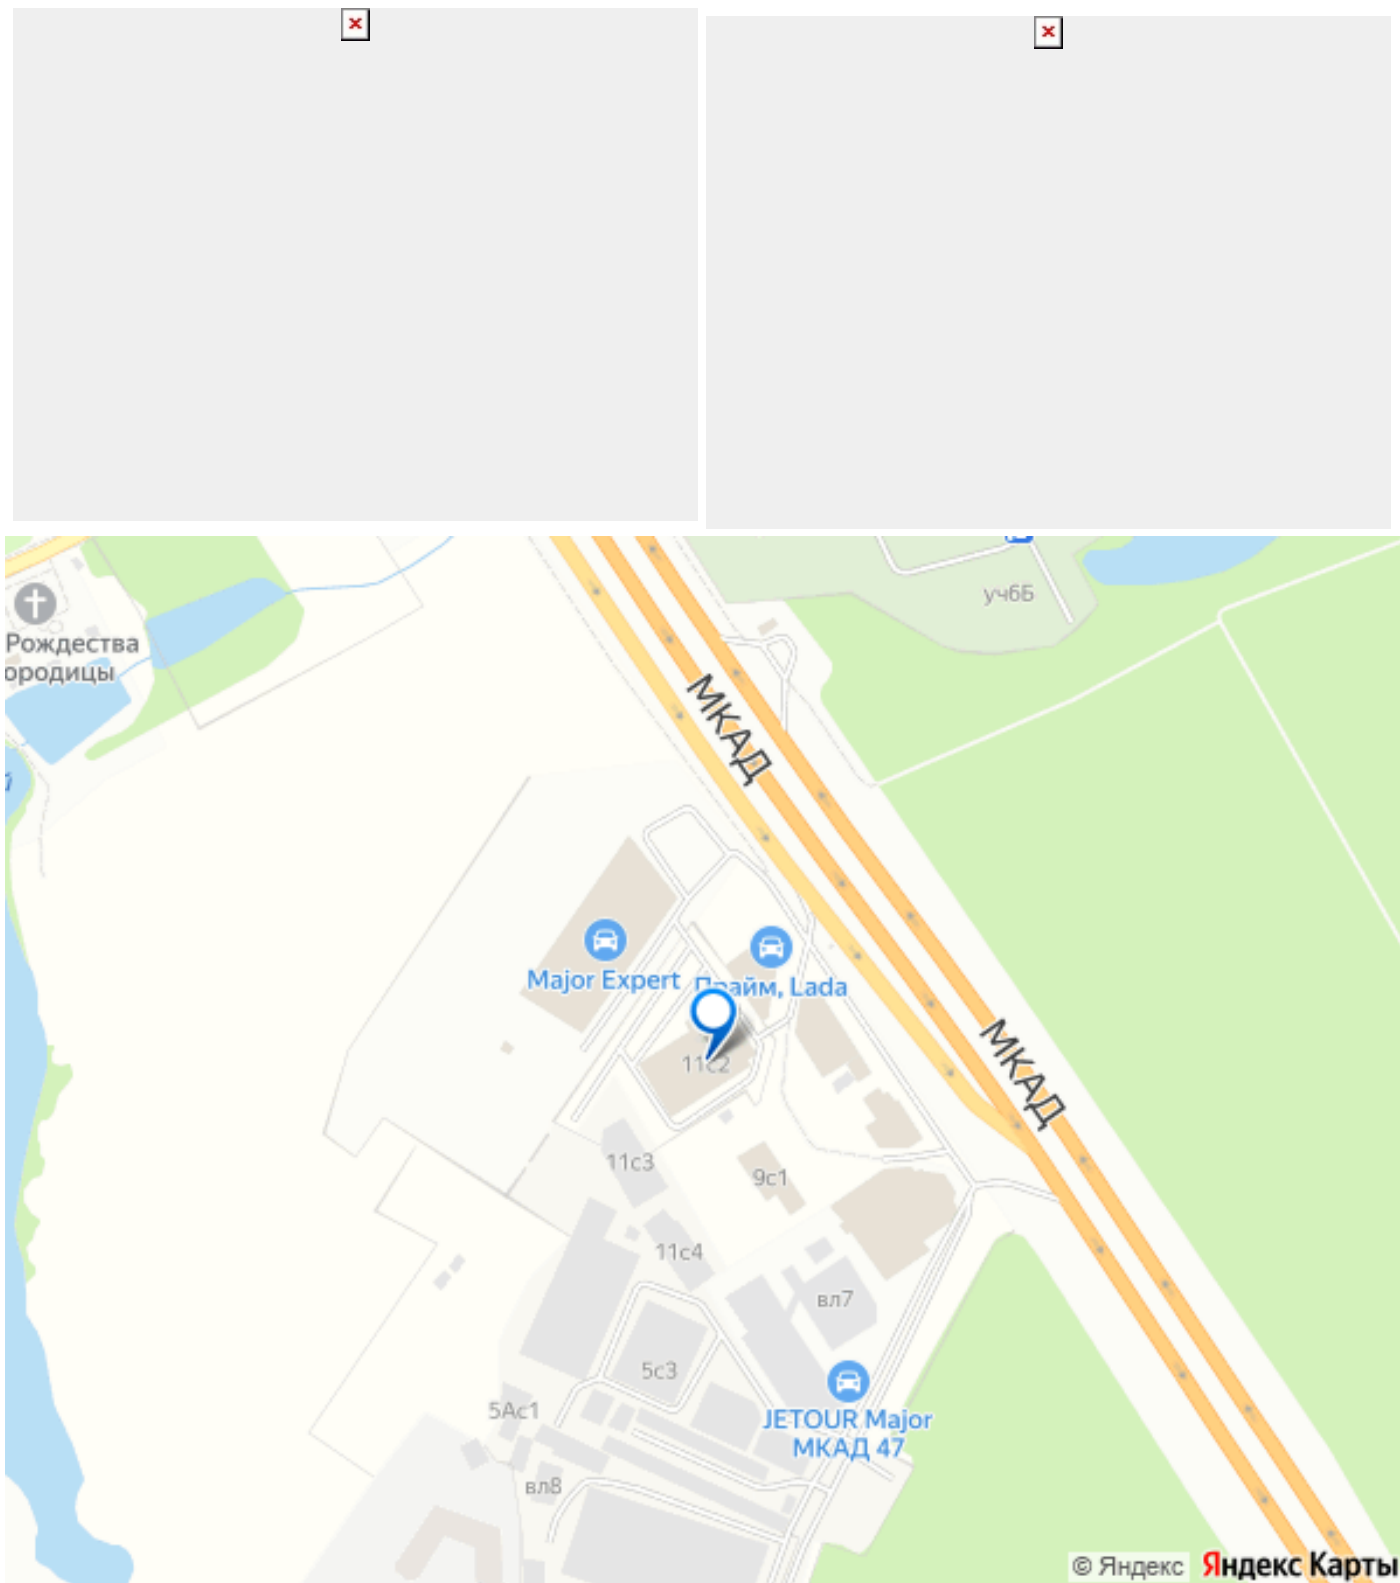 уч6Б
Рождества
ородицы
МКАД
й
Major Expert
Прайм, Lada
11с2
МКАД
11с3
9с1
11с4
вл7
5с3
5Ас1
JETOUR Major
МКАД 47
вл8
© Яндекс Яндекс Карты